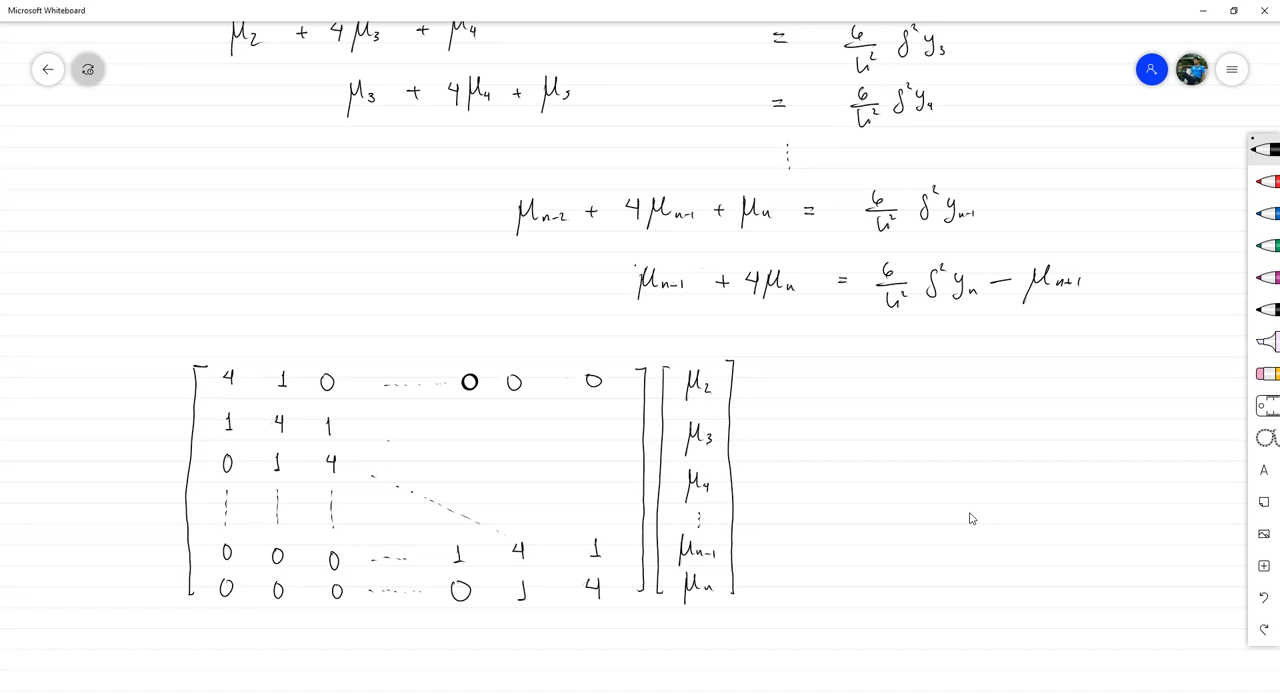 Microsoft Whiteboard
μ₂ + 4μ₃ + μ₄ = 6/h² δ²y₃
μ₃ + 4μ₄ + μ₅ = 6/h² δ²y₄
⋮
μₙ₋₂ + 4μₙ₋₁ + μₙ = 6/h² δ²yₙ₋₁
μₙ₋₁ + 4μₙ = 6/h² δ²yₙ − μₙ₊₁
[ 4 1 0 ...... 0 0 0 ] [ μ₂ ]
1 4 1 μ₃
0 1 4 μ₄
⋮ ⋮ ⋮ ⋱ ⋮
0 0 0 .... 1 4 1 μₙ₋₁
0 0 0 ...... 0 1 4 μₙ
A